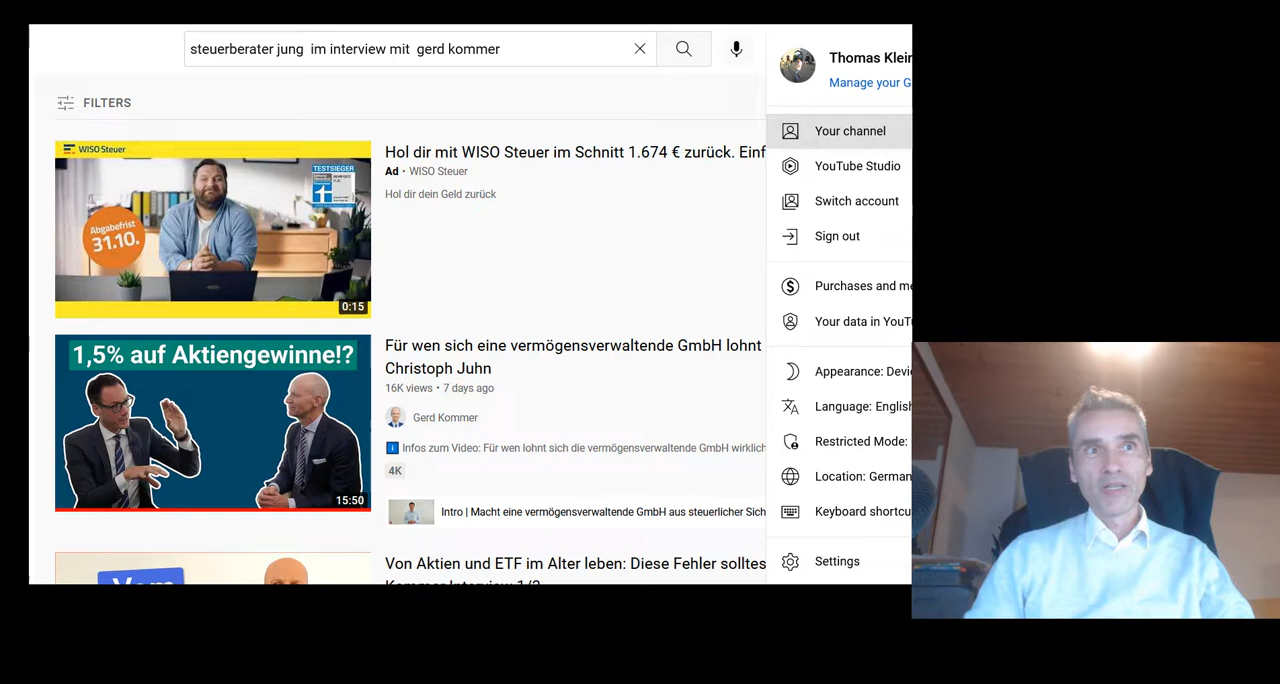 steuerberater jung im interview mit gerd kommer
Thomas Klein
Manage your G
FILTERS
WISO Steuer
TESTSIEGER
Abgabefrist
31.10.
0:15
Hol dir mit WISO Steuer im Schnitt 1.674 € zurück. Einf
Ad • WISO Steuer
Hol dir dein Geld zurück
1,5% auf Aktiengewinne!?
15:50
Für wen sich eine vermögensverwaltende GmbH lohnt
Christoph Juhn
16K views • 7 days ago
Gerd Kommer
Infos zum Video: Für wen lohnt sich die vermögensverwaltende GmbH wirklich
4K
Intro | Macht eine vermögensverwaltende GmbH aus steuerlicher Sich
Von Aktien und ETF im Alter leben: Diese Fehler solltes
Kommer Interview 1/2
Your channel
YouTube Studio
Switch account
Sign out
Purchases and me
Your data in YouTu
Appearance: Devi
Language: English
Restricted Mode:
Location: German
Keyboard shortcu
Settings